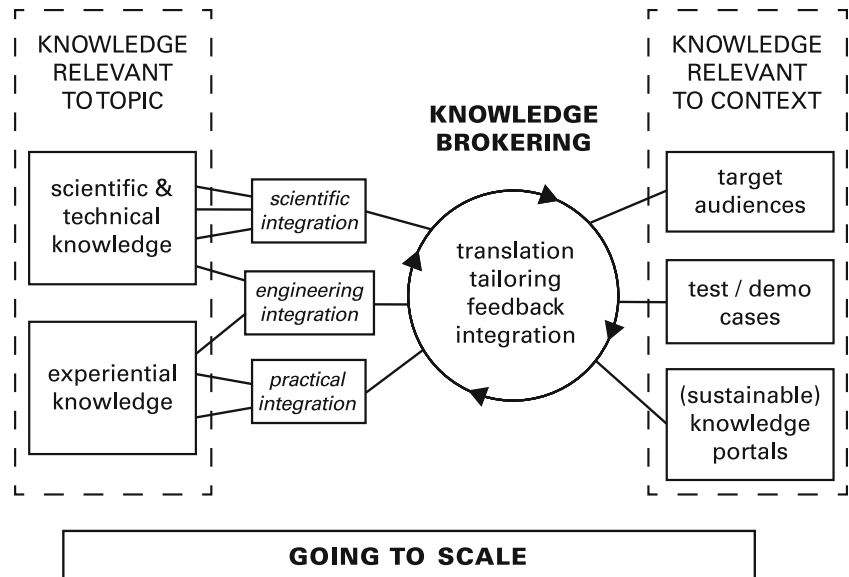 KNOWLEDGE
RELEVANT
TO TOPIC
scientific &
technical
knowledge
experiential
knowledge
scientific
integration
engineering
integration
practical
integration
KNOWLEDGE
BROKERING
translation
tailoring
feedback
integration
KNOWLEDGE
RELEVANT
TO CONTEXT
target
audiences
test / demo
cases
(sustainable)
knowledge
portals
GOING TO SCALE